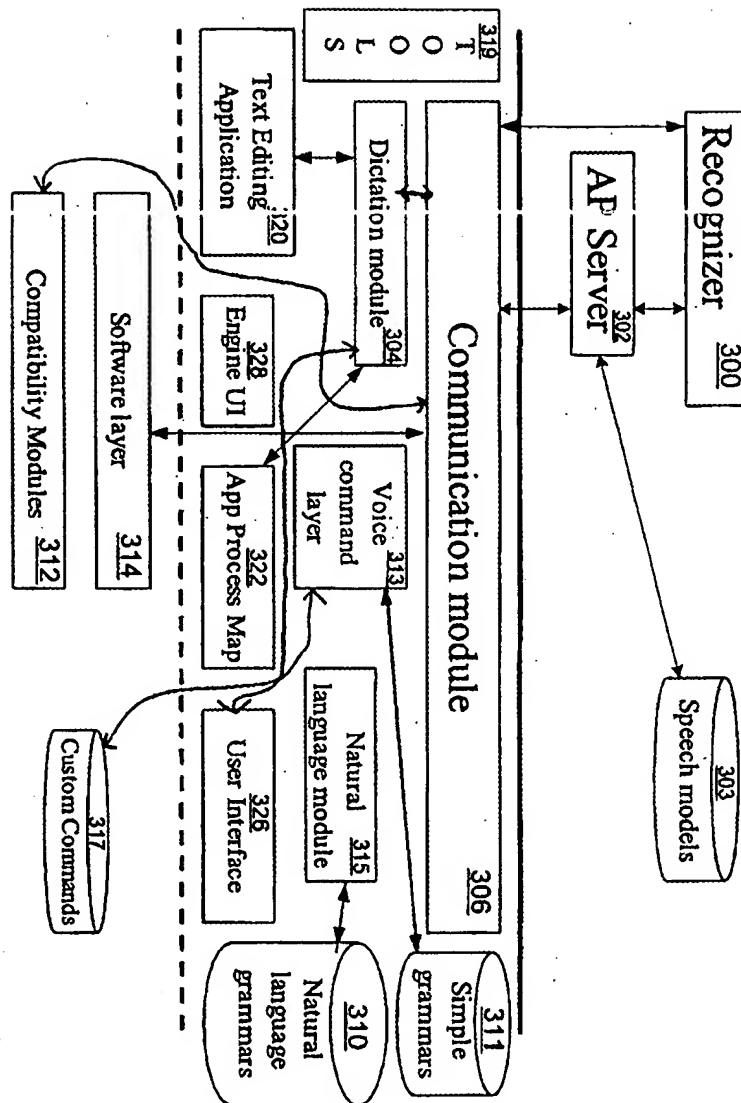 Recognizer 300
303
Speech models
AP Server 302
Communication module 306
311
Simple
grammars
319
T
O
O
L
S
Dictation module 304
Voice 313
command
layer
Natural
language module 315
310
Natural
language
grammars
Text Editing
Application
328
Engine UI
322
App Process Map
326
User Interface
Software layer 314
Compatibility Modules 312
317
Custom Commands